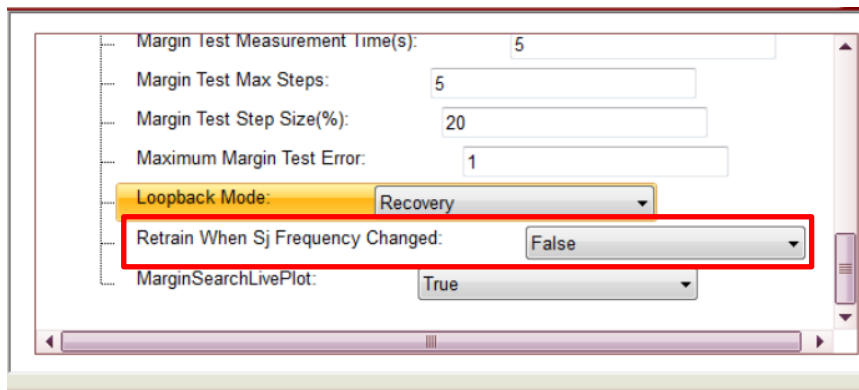 Margin Test Measurement Time(s): 5
Margin Test Max Steps: 5
Margin Test Step Size(%): 20
Maximum Margin Test Error: 1
Loopback Mode: Recovery
Retrain When Sj Frequency Changed: False
MarginSearchLivePlot: True